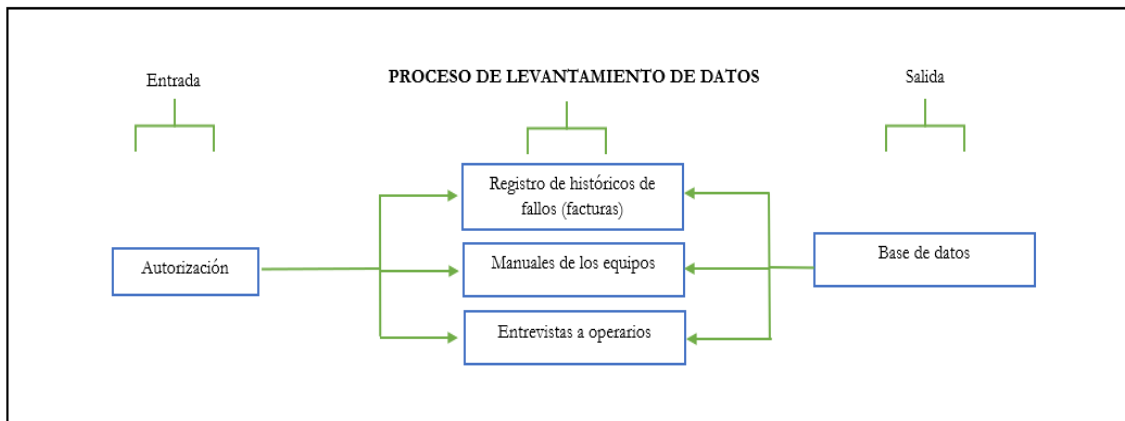 Entrada
PROCESO DE LEVANTAMIENTO DE DATOS
Salida
Registro de históricos de
fallos (facturas)
Autorización
Manuales de los equipos
Base de datos
Entrevistas a operarios